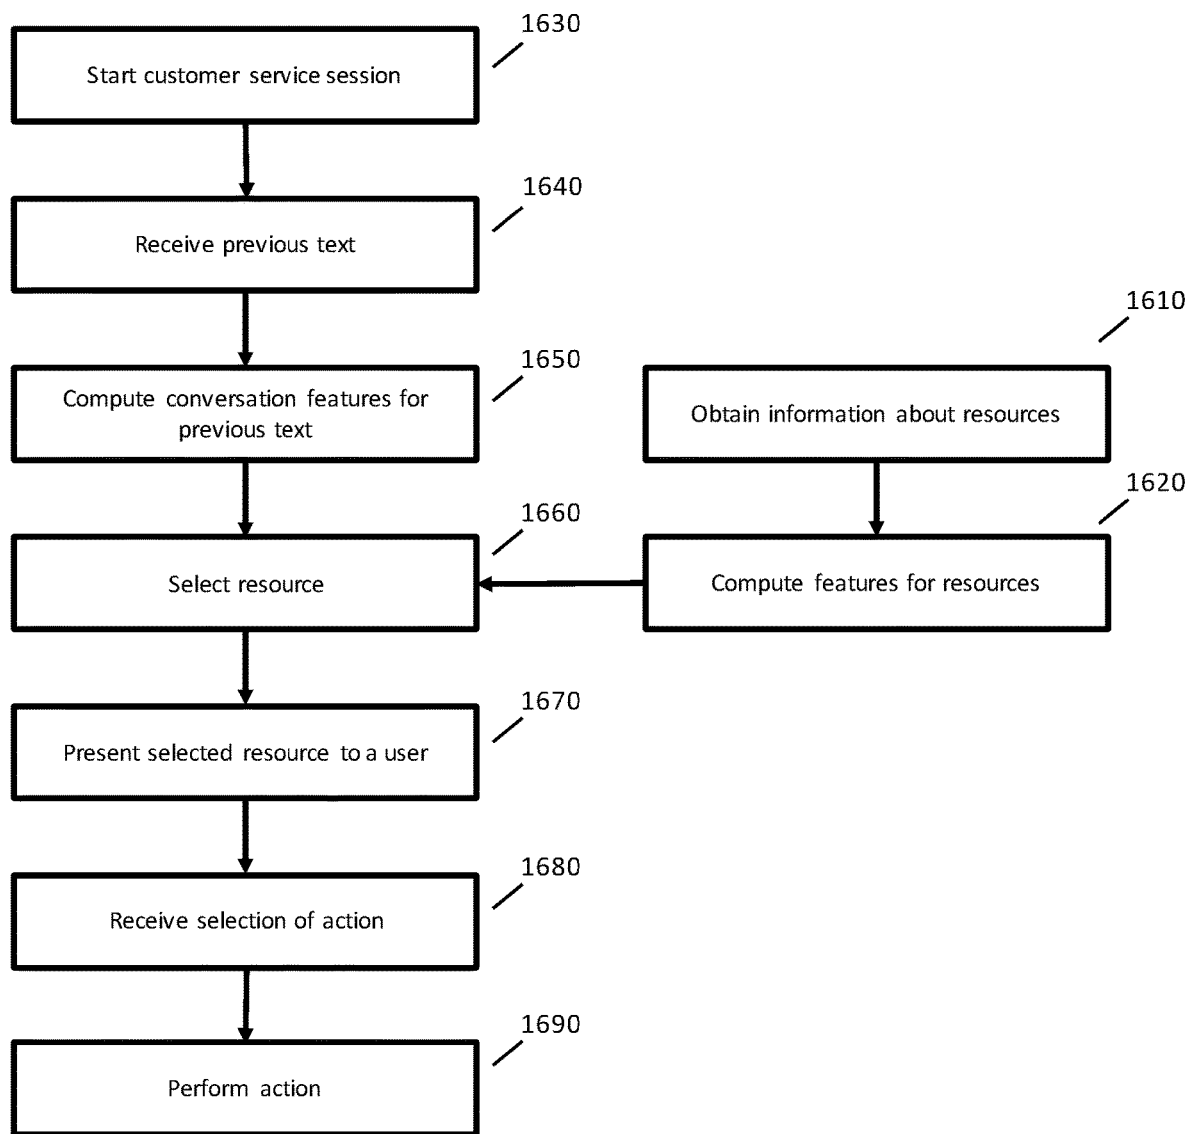 1630
Start customer service session
1640
Receive previous text
1610
1650
Compute conversation features for
previous text
Obtain information about resources
1620
1660
Select resource
Compute features for resources
1670
Present selected resource to a user
1680
Receive selection of action
1690
Perform action